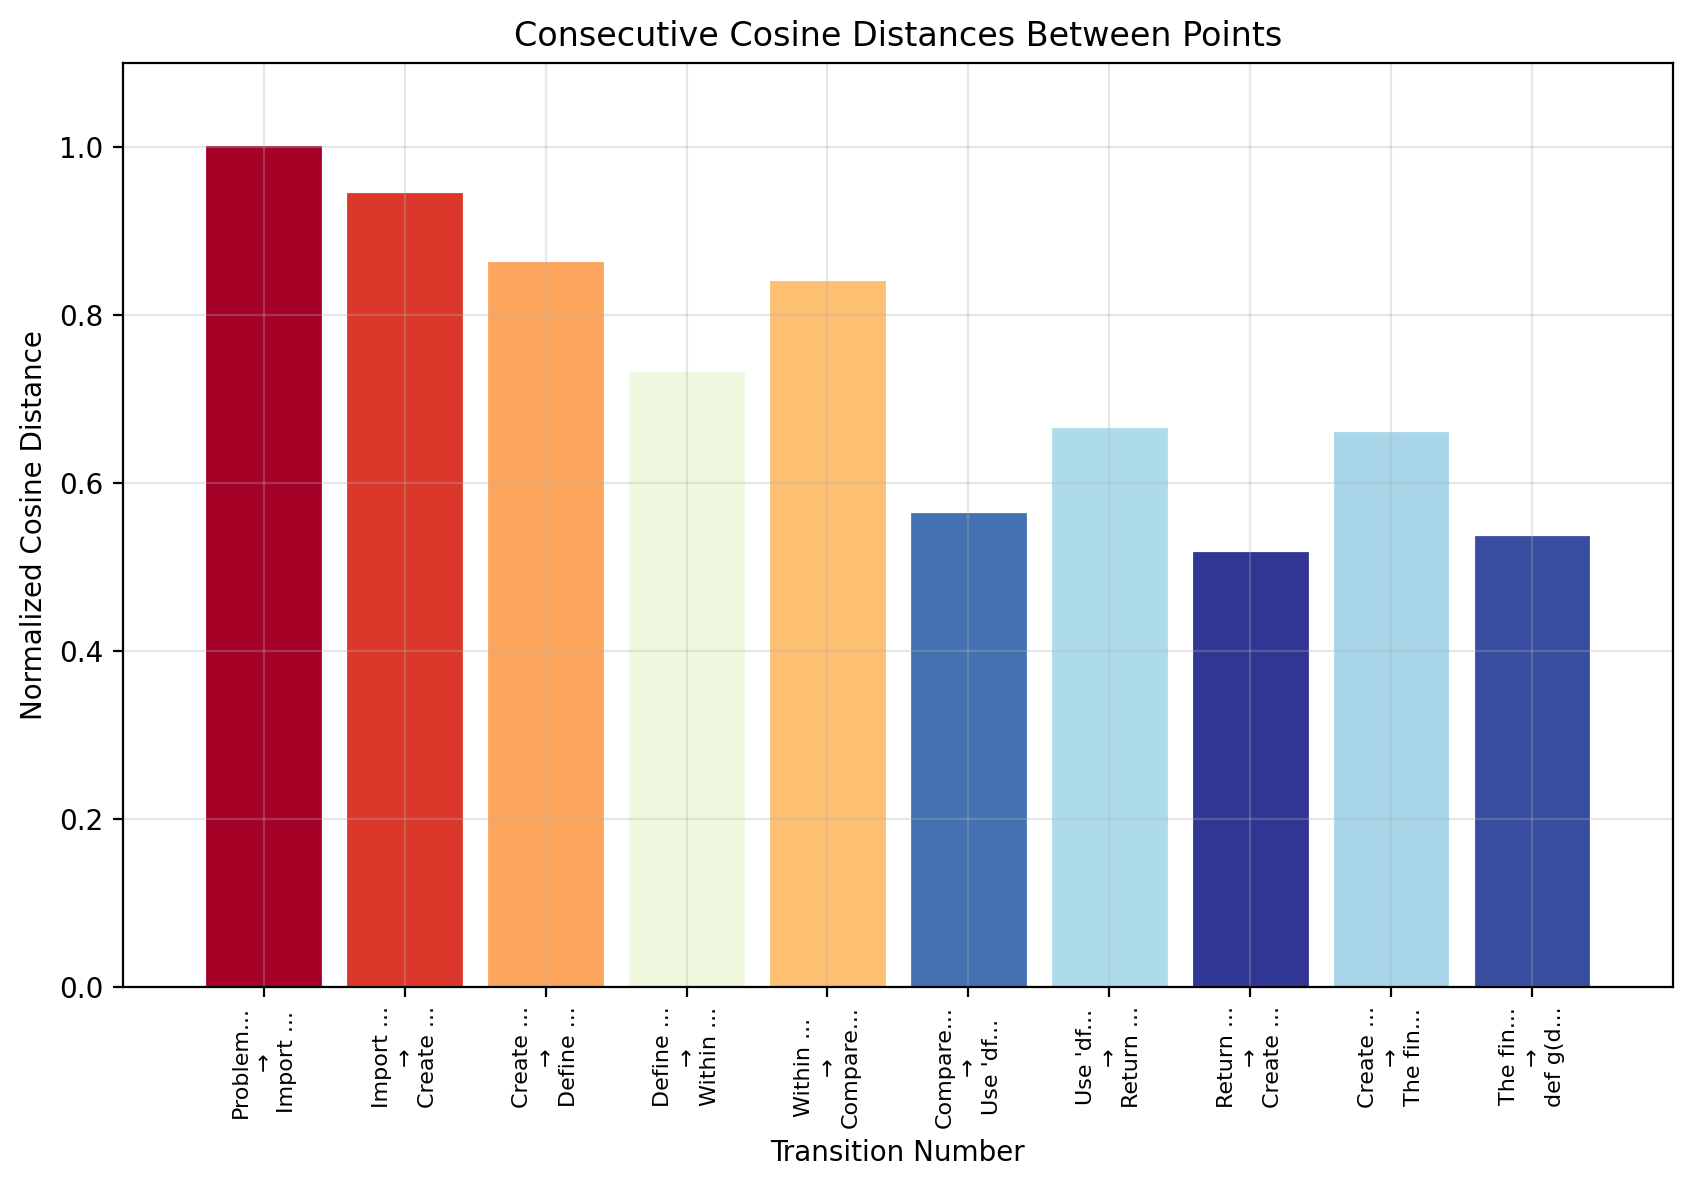 Consecutive Cosine Distances Between Points
Normalized Cosine Distance
1.0
0.8
0.6
0.4
0.2
0.0
Problem...
→
Import ...
Import ...
→
Create ...
Create ...
→
Define ...
Define ...
→
Within ...
Within ...
→
Compare...
Compare...
→
Use 'df...
Use 'df...
→
Return ...
Return ...
→
Create ...
Create ...
→
The fin...
The fin...
→
def g(d...
Transition Number